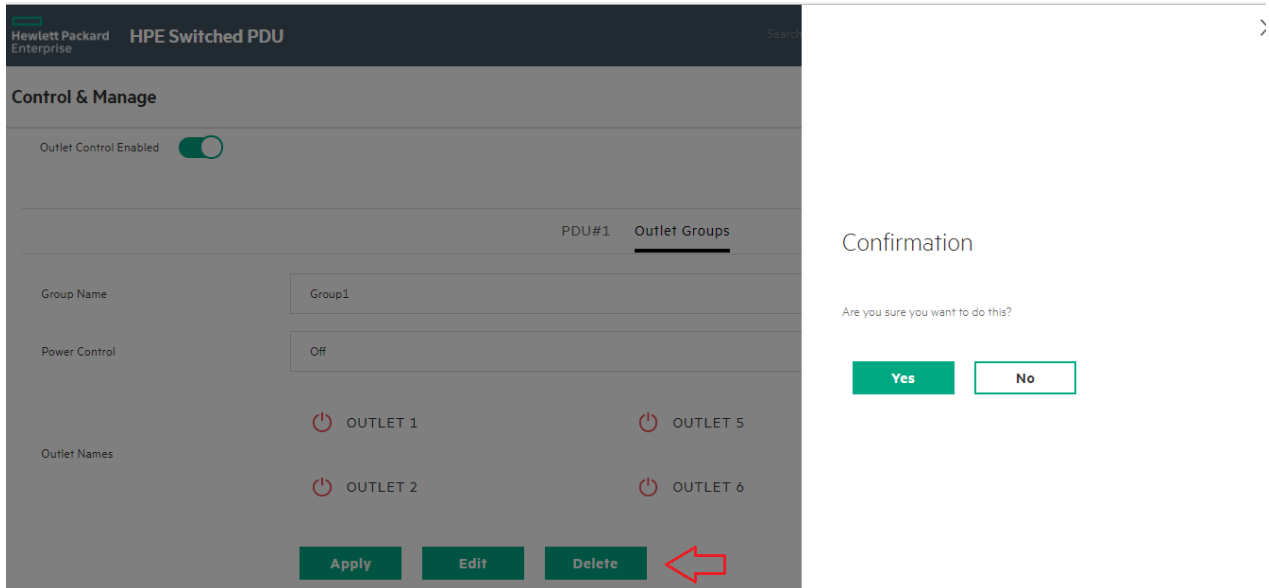 Hewlett Packard
Enterprise
HPE Switched PDU
Search
Control & Manage
Outlet Control Enabled
PDU#1 Outlet Groups
Group Name Group1
Power Control Off
OUTLET 1 OUTLET 5
Outlet Names
OUTLET 2 OUTLET 6
Apply Edit Delete
Confirmation
Are you sure you want to do this?
Yes No